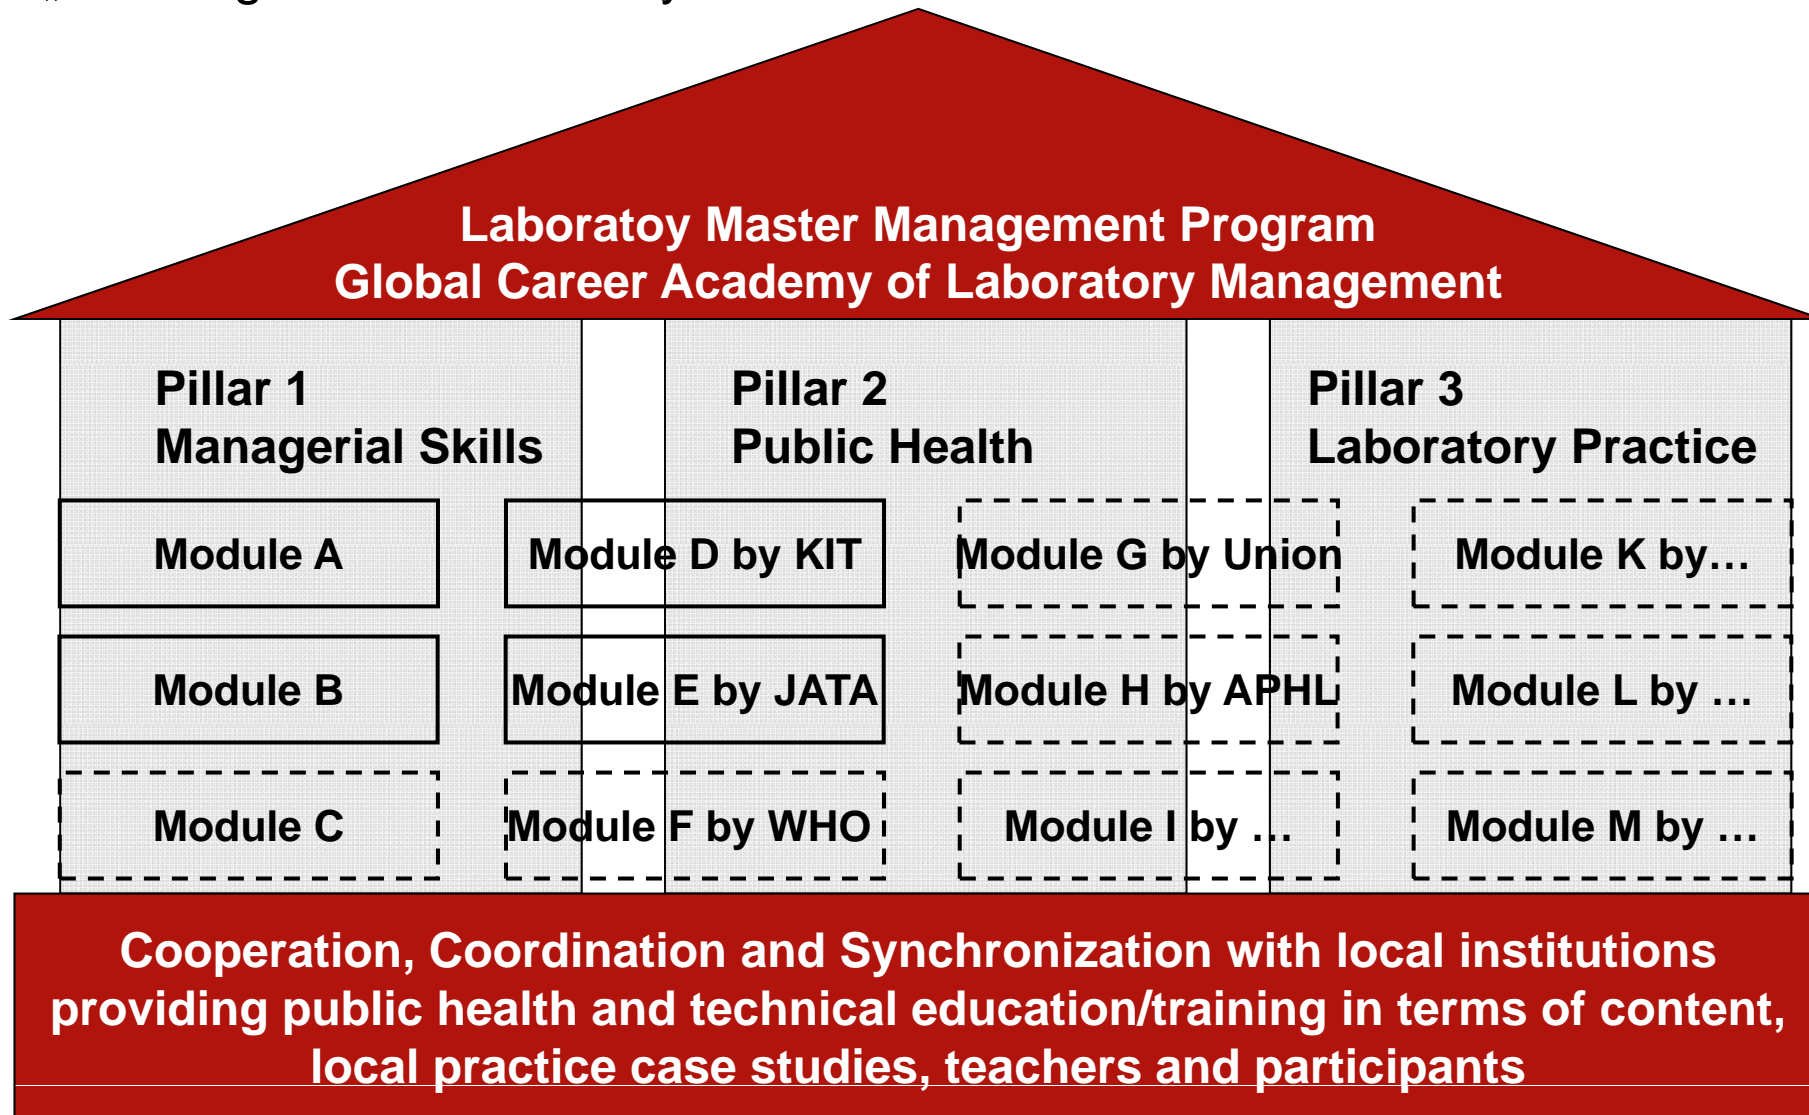 Laboratoy Master Management Program
Global Career Academy of Laboratory Management
Pillar 1
Managerial Skills
Pillar 2
Public Health
Pillar 3
Laboratory Practice
Module A
Module D by KIT
Module G by Union
Module K by…
Module B
Module E by JATA
Module H by APHL
Module L by …
Module C
Module F by WHO
Module I by …
Module M by …
Cooperation, Coordination and Synchronization with local institutions
providing public health and technical education/training in terms of content,
local practice case studies, teachers and participants